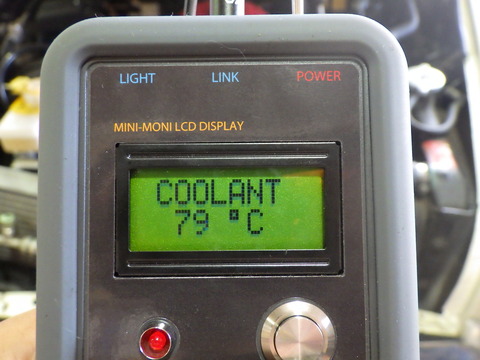 LIGHT LINK POWER
MINI-MONI LCD DISPLAY
COOLANT
79 °C